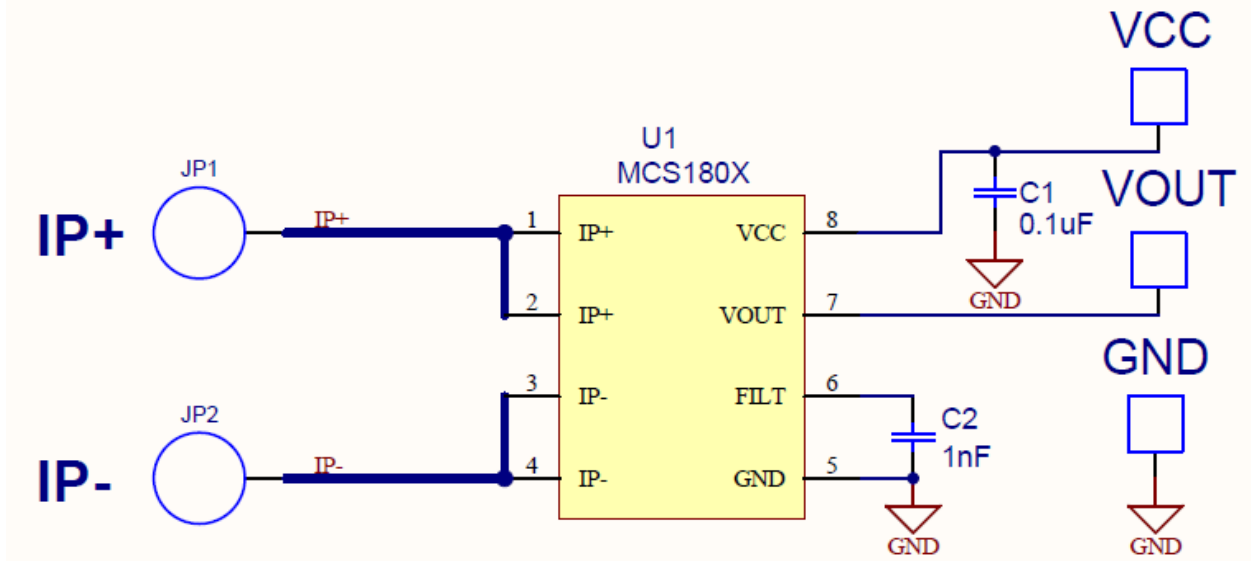 VCC
U1
MCS180X
JP1
IP+
IP+
1
IP+
VCC
8
C1
0.1uF
VOUT
GND
2
IP+
VOUT
7
GND
3
IP-
FILT
6
C2
1nF
JP2
IP-
IP-
4
IP-
GND
5
GND
GND